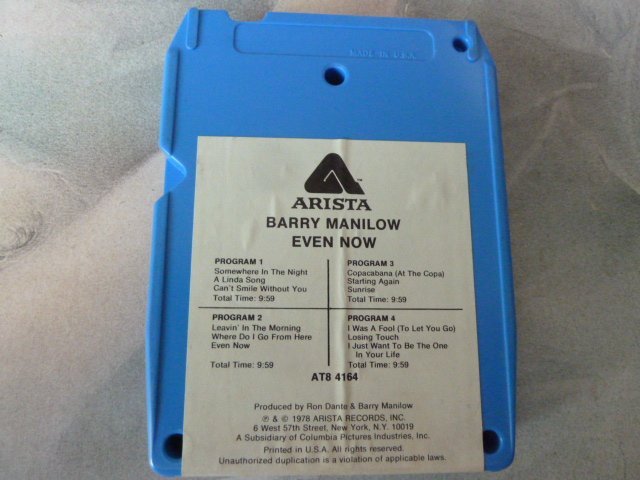 MADE IN U.S.A.
ARISTA
BARRY MANILOW
EVEN NOW
PROGRAM 1
Somewhere In The Night
A Linda Song
Can't Smile Without You
Total Time: 9:59
PROGRAM 3
Copacabana (At The Copa)
Starting Again
Sunrise
Total Time: 9:59
PROGRAM 2
Leavin' In The Morning
Where Do I Go From Here
Even Now
Total Time: 9:59
PROGRAM 4
I Was A Fool (To Let You Go)
Losing Touch
I Just Want To Be The One
In Your Life
Total Time: 9:59
AT8 4164
Produced by Ron Dante & Barry Manilow
℗ & © 1978 ARISTA RECORDS, INC.
6 West 57th Street, New York, N.Y. 10019
A Subsidiary of Columbia Pictures Industries, Inc.
Printed in U.S.A. All rights reserved.
Unauthorized duplication is a violation of applicable laws.